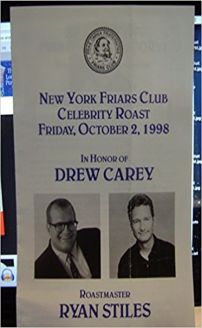 NEW YORK FRIARS CLUB
CELEBRITY ROAST
FRIDAY, OCTOBER 2, 1998
IN HONOR OF
DREW CAREY
ROASTMASTER
RYAN STILES